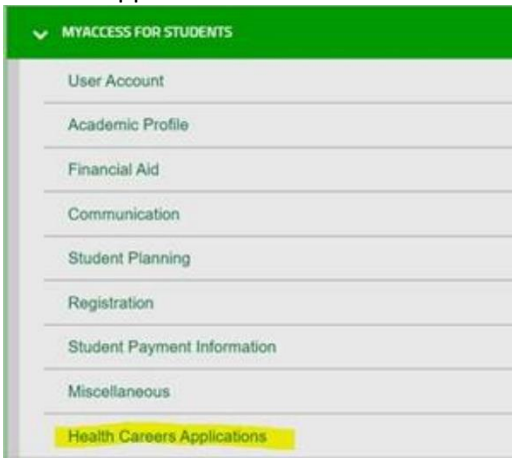 MYACCESS FOR STUDENTS
User Account
Academic Profile
Financial Aid
Communication
Student Planning
Registration
Student Payment Information
Miscellaneous
Health Careers Applications